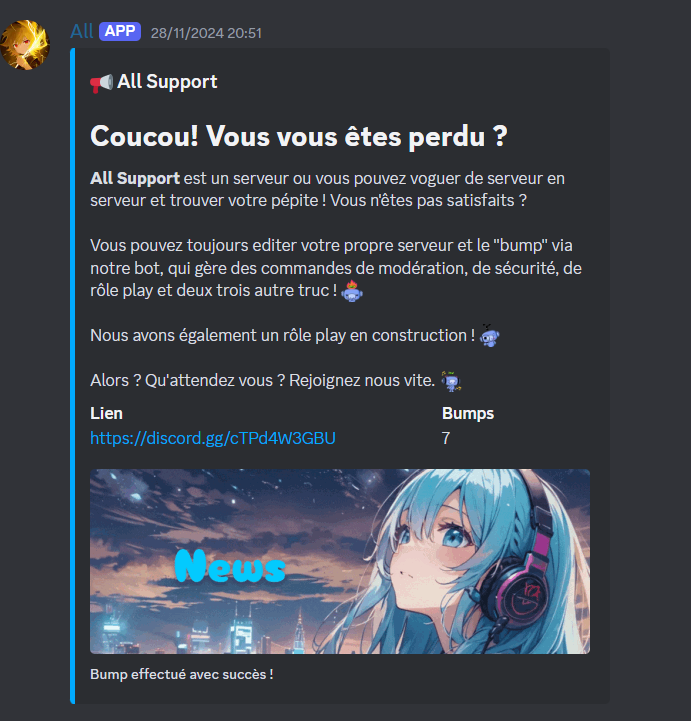 All APP 28/11/2024 20:51
All Support
Coucou! Vous vous êtes perdu ?
All Support est un serveur ou vous pouvez voguer de serveur en
serveur et trouver votre pépite ! Vous n'êtes pas satisfaits ?
Vous pouvez toujours editer votre propre serveur et le "bump" via
notre bot, qui gère des commandes de modération, de sécurité, de
rôle play et deux trois autre truc !
Nous avons également un rôle play en construction !
Alors ? Qu'attendez vous ? Rejoignez nous vite.
Lien Bumps
https://discord.gg/cTPd4W3GBU 7
News
Bump effectué avec succès !